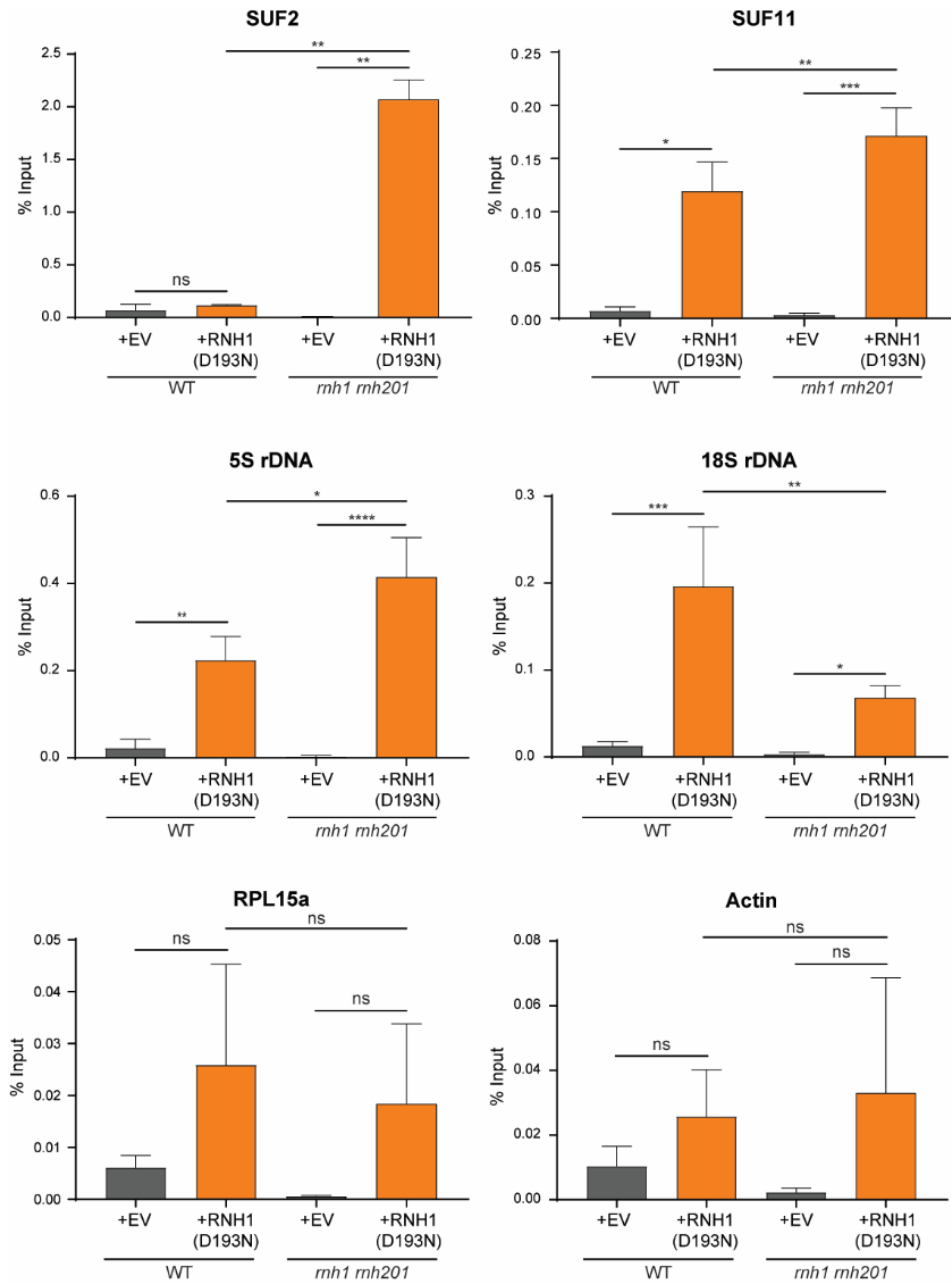 SUF2
**
**
ns
% Input
2.5
2.0
1.5
1.0
0.5
0.0
+EV +RNH1 +EV +RNH1
(D193N) (D193N)
WT rnh1 rnh201
SUF11
**
***
*
% Input
0.25
0.20
0.15
0.10
0.05
0.00
+EV +RNH1 +EV +RNH1
(D193N) (D193N)
WT rnh1 rnh201
5S rDNA
*
****
**
% Input
0.6
0.4
0.2
0.0
+EV +RNH1 +EV +RNH1
(D193N) (D193N)
WT rnh1 rnh201
18S rDNA
**
***
*
% Input
0.3
0.2
0.1
0.0
+EV +RNH1 +EV +RNH1
(D193N) (D193N)
WT rnh1 rnh201
RPL15a
ns
ns
ns
% Input
0.05
0.04
0.03
0.02
0.01
0.00
+EV +RNH1 +EV +RNH1
(D193N) (D193N)
WT rnh1 rnh201
Actin
ns
ns
ns
% Input
0.08
0.06
0.04
0.02
0.00
+EV +RNH1 +EV +RNH1
(D193N) (D193N)
WT rnh1 rnh201